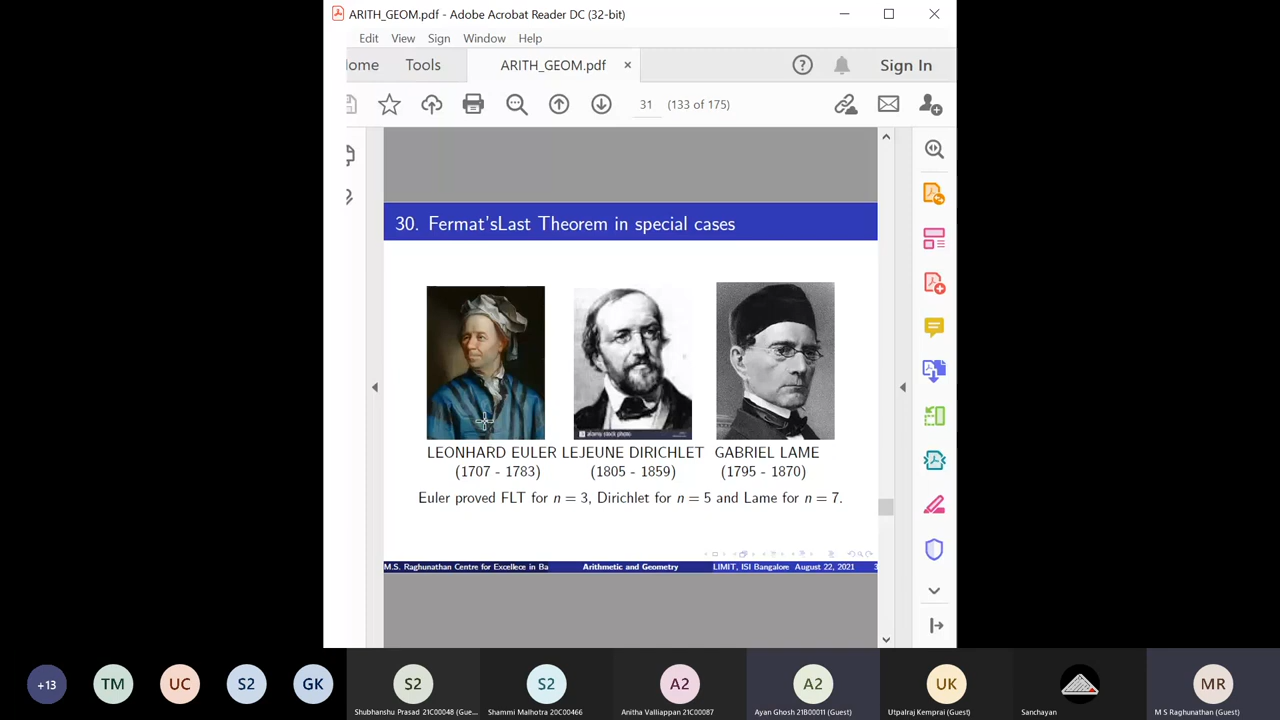 ARITH_GEOM.pdf - Adobe Acrobat Reader DC (32-bit)
Edit View Sign Window Help
ome Tools ARITH_GEOM.pdf × Sign In
31 (133 of 175)
30. Fermat'sLast Theorem in special cases
alamy stock photo
LEONHARD EULER LEJEUNE DIRICHLET GABRIEL LAME
(1707 - 1783) (1805 - 1859) (1795 - 1870)
Euler proved FLT for n = 3, Dirichlet for n = 5 and Lame for n = 7.
M.S. Raghunathan Centre for Excellece in Ba Arithmetic and Geometry LIMIT, ISI Bangalore August 22, 2021 3
+13 TM UC S2 GK S2 S2 A2 A2 UK MR
Shubhanshu Prasad 21C00048 (Gue... Shammi Malhotra 20C00466 Anitha Valliappan 21C00087 Ayan Ghosh 21B00011 (Guest) Utpalraj Kemprai (Guest) Sanchayan M S Raghunathan (Guest)